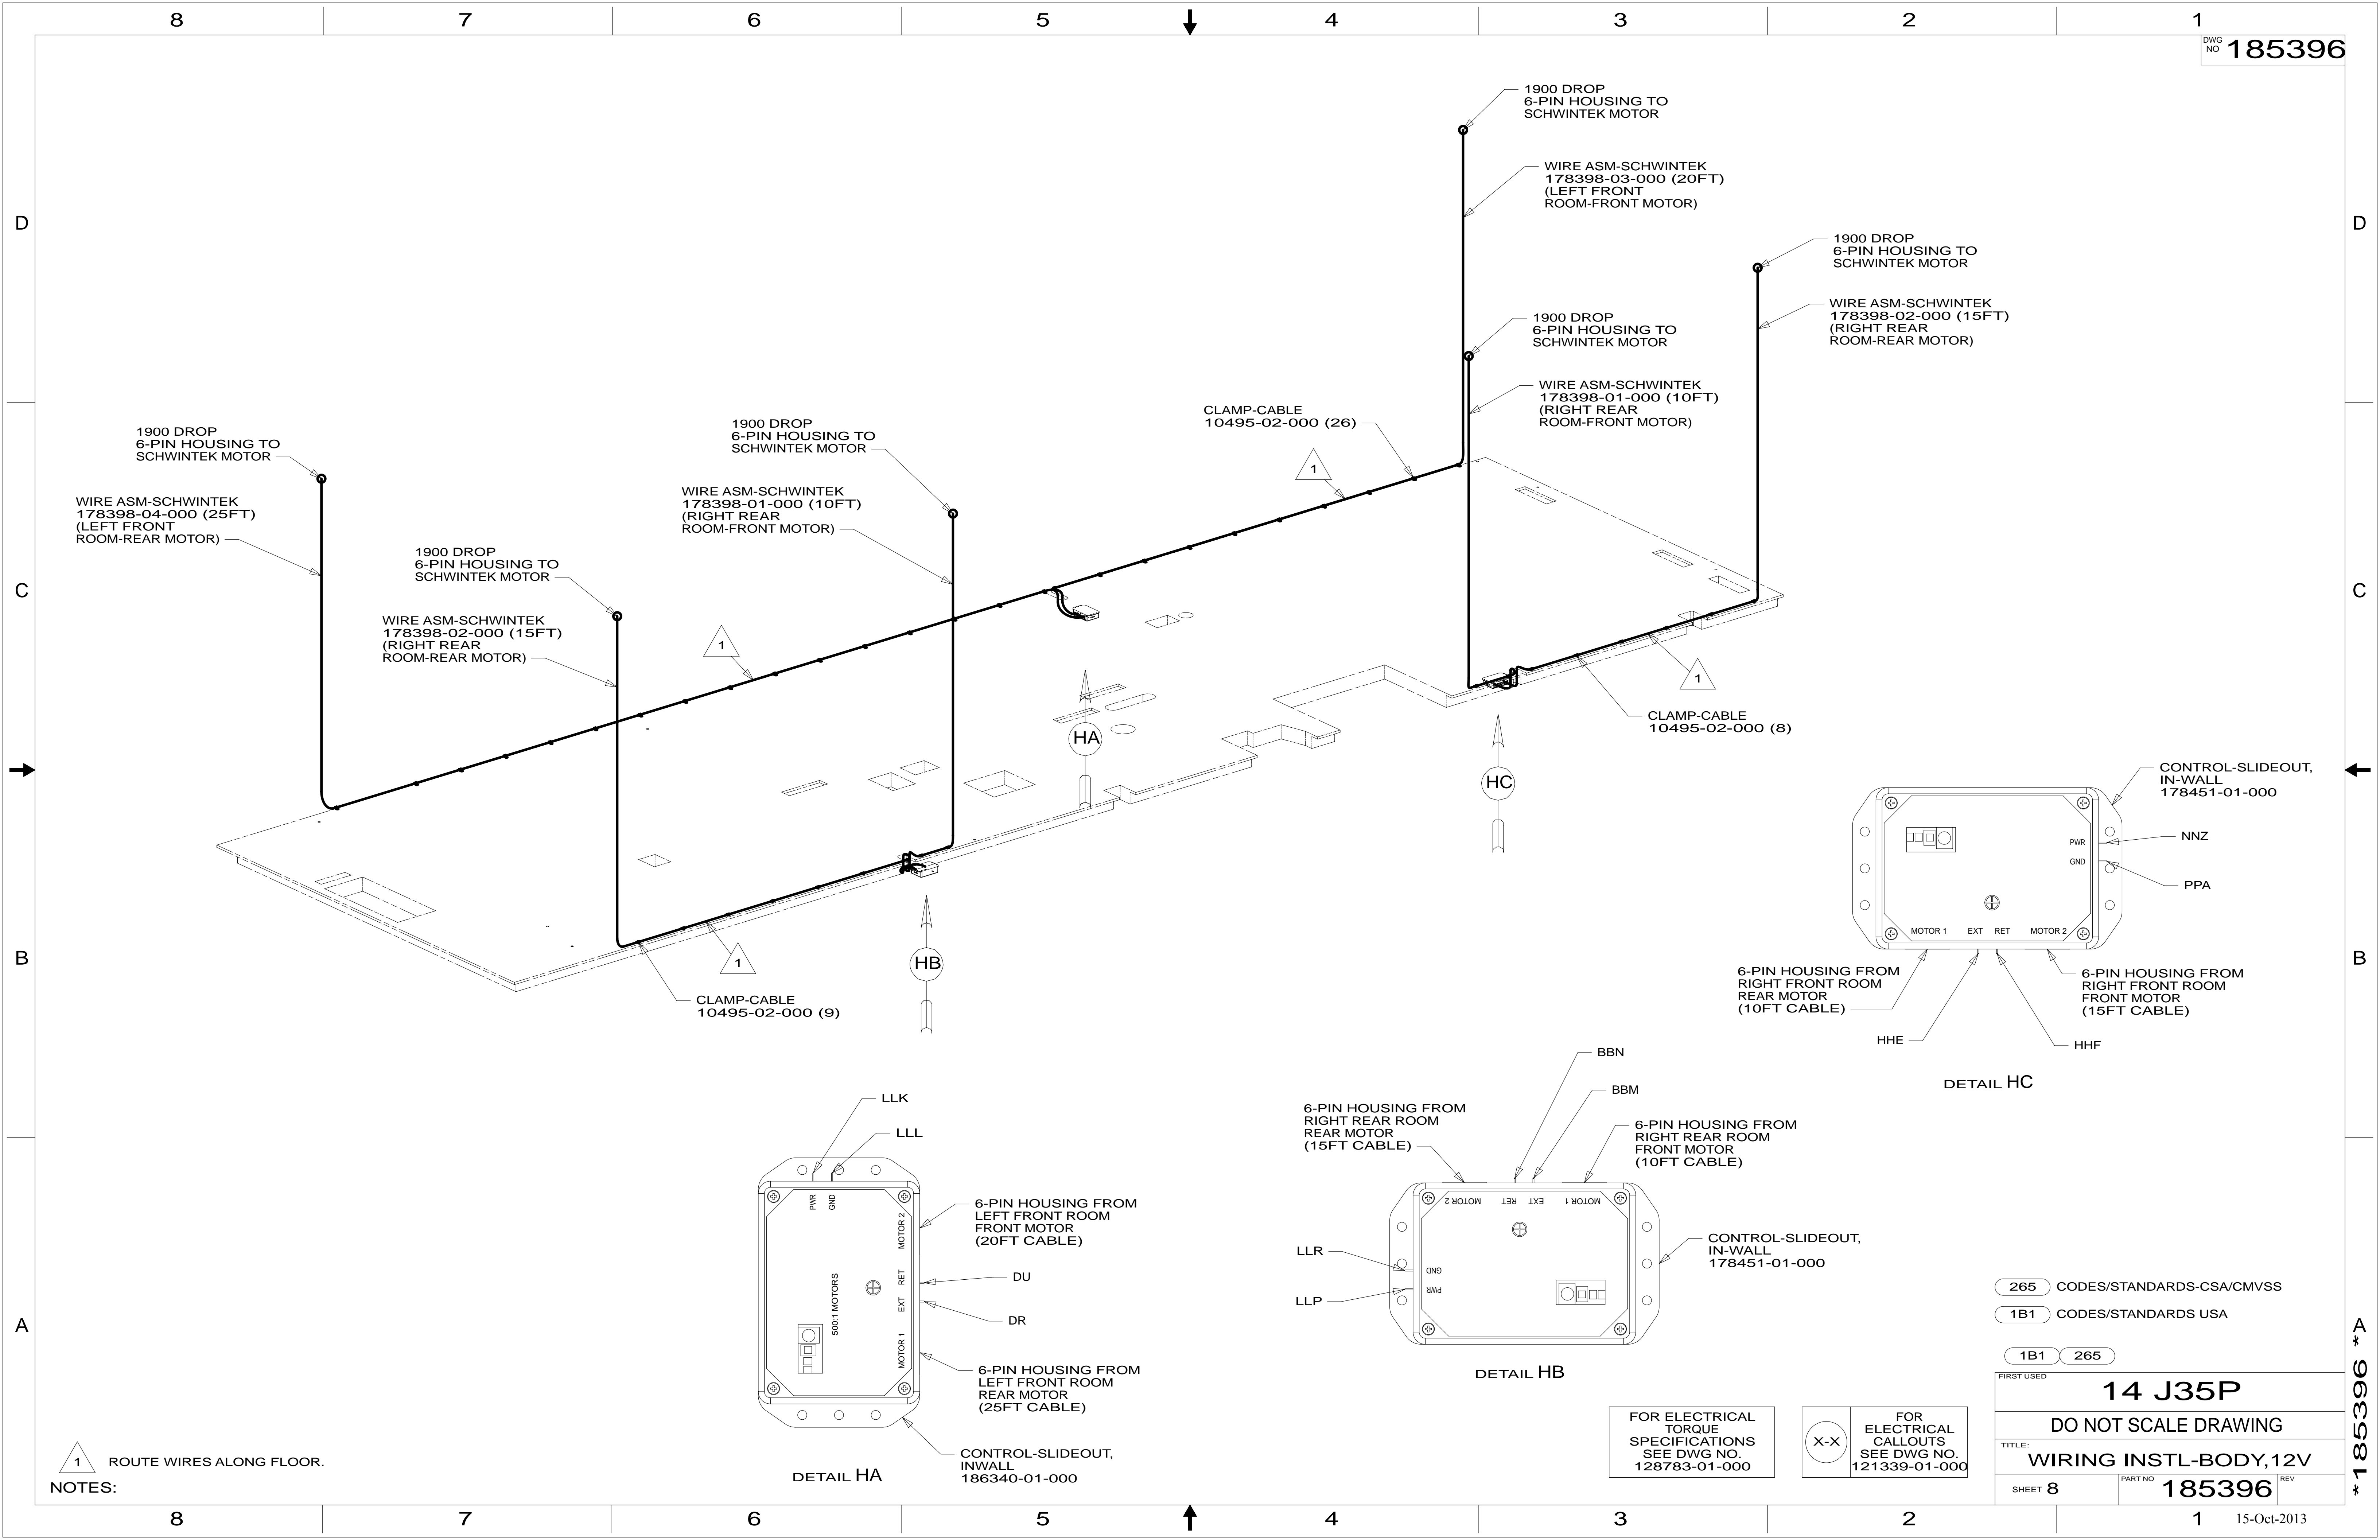 8 7 6 5 4 3 2 1
DWG
NO 185396
1900 DROP
6-PIN HOUSING TO
SCHWINTEK MOTOR
WIRE ASM-SCHWINTEK
178398-03-000 (20FT)
(LEFT FRONT
ROOM-FRONT MOTOR)
D
D
1900 DROP
6-PIN HOUSING TO
SCHWINTEK MOTOR
WIRE ASM-SCHWINTEK
178398-02-000 (15FT)
(RIGHT REAR
ROOM-REAR MOTOR)
1900 DROP
6-PIN HOUSING TO
SCHWINTEK MOTOR
WIRE ASM-SCHWINTEK
178398-01-000 (10FT)
(RIGHT REAR
ROOM-FRONT MOTOR)
CLAMP-CABLE
10495-02-000 (26)
1
1900 DROP
6-PIN HOUSING TO
SCHWINTEK MOTOR
WIRE ASM-SCHWINTEK
178398-04-000 (25FT)
(LEFT FRONT
ROOM-REAR MOTOR)
1900 DROP
6-PIN HOUSING TO
SCHWINTEK MOTOR
WIRE ASM-SCHWINTEK
178398-01-000 (10FT)
(RIGHT REAR
ROOM-FRONT MOTOR)
1900 DROP
6-PIN HOUSING TO
SCHWINTEK MOTOR
WIRE ASM-SCHWINTEK
178398-02-000 (15FT)
(RIGHT REAR
ROOM-REAR MOTOR)
C
C
1
1
CLAMP-CABLE
10495-02-000 (8)
HA
HC
HB
1
CLAMP-CABLE
10495-02-000 (9)
B
B
CONTROL-SLIDEOUT,
IN-WALL
178451-01-000
NNZ
PPA
PWR
GND
MOTOR 1 EXT RET MOTOR 2
6-PIN HOUSING FROM
RIGHT FRONT ROOM
REAR MOTOR
(10FT CABLE)
6-PIN HOUSING FROM
RIGHT FRONT ROOM
FRONT MOTOR
(15FT CABLE)
HHE
HHF
DETAIL HC
LLK
LLL
PWR
GND
MOTOR 2
RET
EXT
MOTOR 1
500:1 MOTORS
6-PIN HOUSING FROM
LEFT FRONT ROOM
FRONT MOTOR
(20FT CABLE)
DU
DR
6-PIN HOUSING FROM
LEFT FRONT ROOM
REAR MOTOR
(25FT CABLE)
CONTROL-SLIDEOUT,
INWALL
186340-01-000
DETAIL HA
BBN
BBM
6-PIN HOUSING FROM
RIGHT REAR ROOM
REAR MOTOR
(15FT CABLE)
6-PIN HOUSING FROM
RIGHT REAR ROOM
FRONT MOTOR
(10FT CABLE)
MOTOR 2 RET EXT MOTOR 1
GND
PWR
LLR
LLP
CONTROL-SLIDEOUT,
IN-WALL
178451-01-000
DETAIL HB
A
A
265 CODES/STANDARDS-CSA/CMVSS
1B1 CODES/STANDARDS USA
1B1 265
FIRST USED
14 J35P
DO NOT SCALE DRAWING
TITLE:
WIRING INSTL-BODY,12V
SHEET 8
PART NO 185396
REV
*185396*
FOR ELECTRICAL
TORQUE
SPECIFICATIONS
SEE DWG NO.
128783-01-000
X-X
FOR
ELECTRICAL
CALLOUTS
SEE DWG NO.
121339-01-000
1 ROUTE WIRES ALONG FLOOR.
NOTES:
8 7 6 5 4 3 2 1
15-Oct-2013